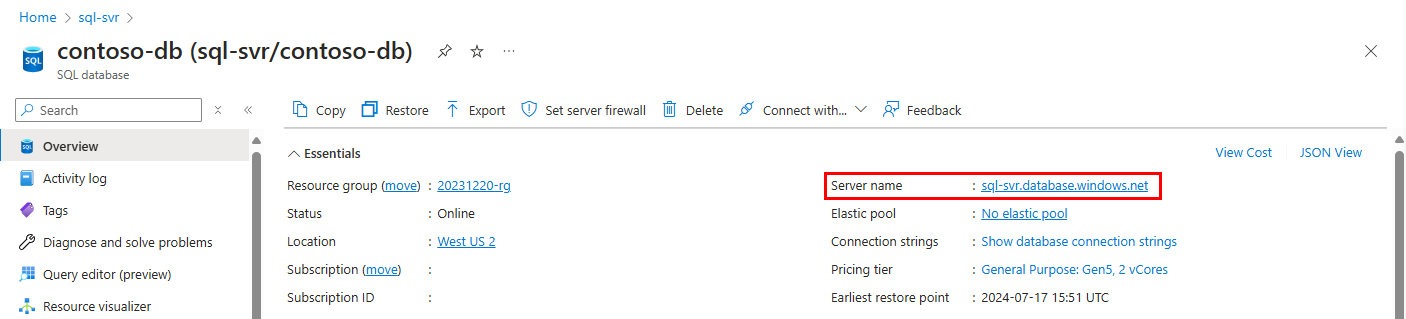 Home > sql-svr >
contoso-db (sql-svr/contoso-db) ...
SQL database
SQL
Search
Copy Restore Export Set server firewall Delete Connect with... Feedback
Overview
Activity log
Tags
Diagnose and solve problems
Query editor (preview)
Resource visualizer
Essentials
View Cost JSON View
Resource group (move) : 20231220-rg
Status : Online
Location : West US 2
Subscription (move) :
Subscription ID :
Server name : sql-svr.database.windows.net
Elastic pool : No elastic pool
Connection strings : Show database connection strings
Pricing tier : General Purpose: Gen5, 2 vCores
Earliest restore point : 2024-07-17 15:51 UTC